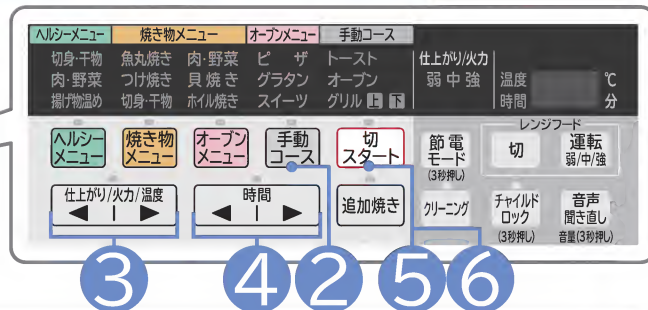 ヘルシーメニュー 焼き物メニュー オーブンメニュー 手動コース
切身・干物 魚丸焼き 肉・野菜 ピザ トースト
肉・野菜 つけ焼き 貝焼き グラタン オーブン
揚げ物温め 切身・干物 ホイル焼き スイーツ グリル 上 下
仕上がり/火力
弱 中 強
温度 ℃
時間 分
ヘルシーメニュー
焼き物メニュー
オーブンメニュー
手動コース
切
スタート
節電
モード
(3秒押し)
レンジフード
切
運転
弱/中/強
仕上がり/火力/温度
◀ | ▶
時間
◀ | ▶
追加焼き
クリーニング
チャイルド
ロック
(3秒押し)
音声
聞き直し
音量(3秒押し)
3 4 2 5 6